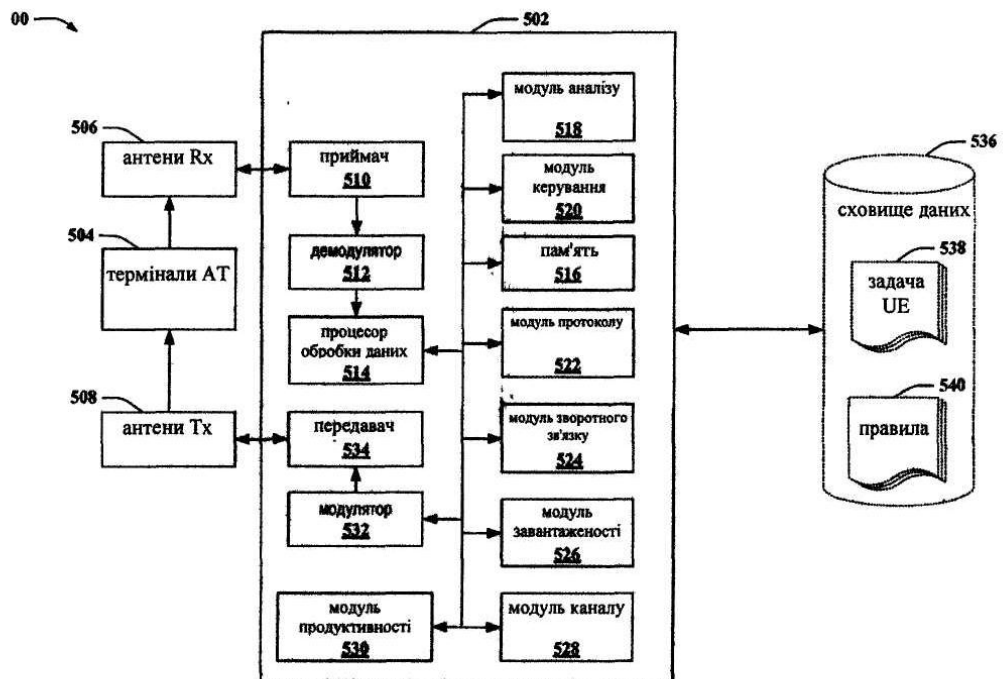 00
502
506
антени Rx
504
термінали AT
508
антени Tx
приймач
510
демодулятор
512
процесор
обробки даних
514
передавач
534
модулятор
532
модуль
продуктивності
530
модуль аналізу
518
модуль
керування
520
пам'ять
516
модуль протоколу
522
модуль зворотного
зв'язку
524
модуль
завантаженості
526
модуль каналу
528
536
сховище даних
538
задача
UE
540
правила